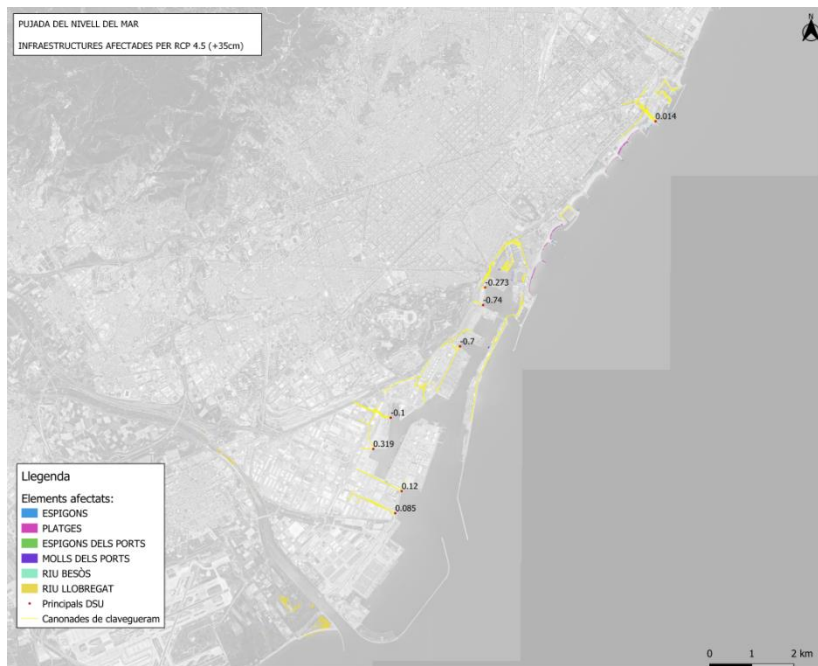 PUJADA DEL NIVELL DEL MAR
INFRAESTRUCTURES AFECTADES PER RCP 4.5 (+35cm)
N
0.014
-0.273
-0.74
-0.7
-0.1
0.319
0.12
0.085
Llegenda
Elements afectats:
ESPIGONS
PLATGES
ESPIGONS DELS PORTS
MOLLS DELS PORTS
RIU BESÒS
RIU LLOBREGAT
Principals DSU
Canonades de clavegueram
0 1 2 km